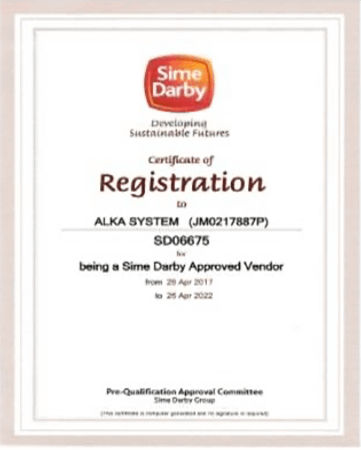 Sime
Darby
Developing
Sustainable Futures
Certificate of
Registration
to
ALKA SYSTEM (JM0217887P)
SD06675
for
being a Sime Darby Approved Vendor
from 26 Apr 2017
to 26 Apr 2022
Pre-Qualification Approval Committee
Sime Darby Group
(This certificate is computer generated and no signature is required)